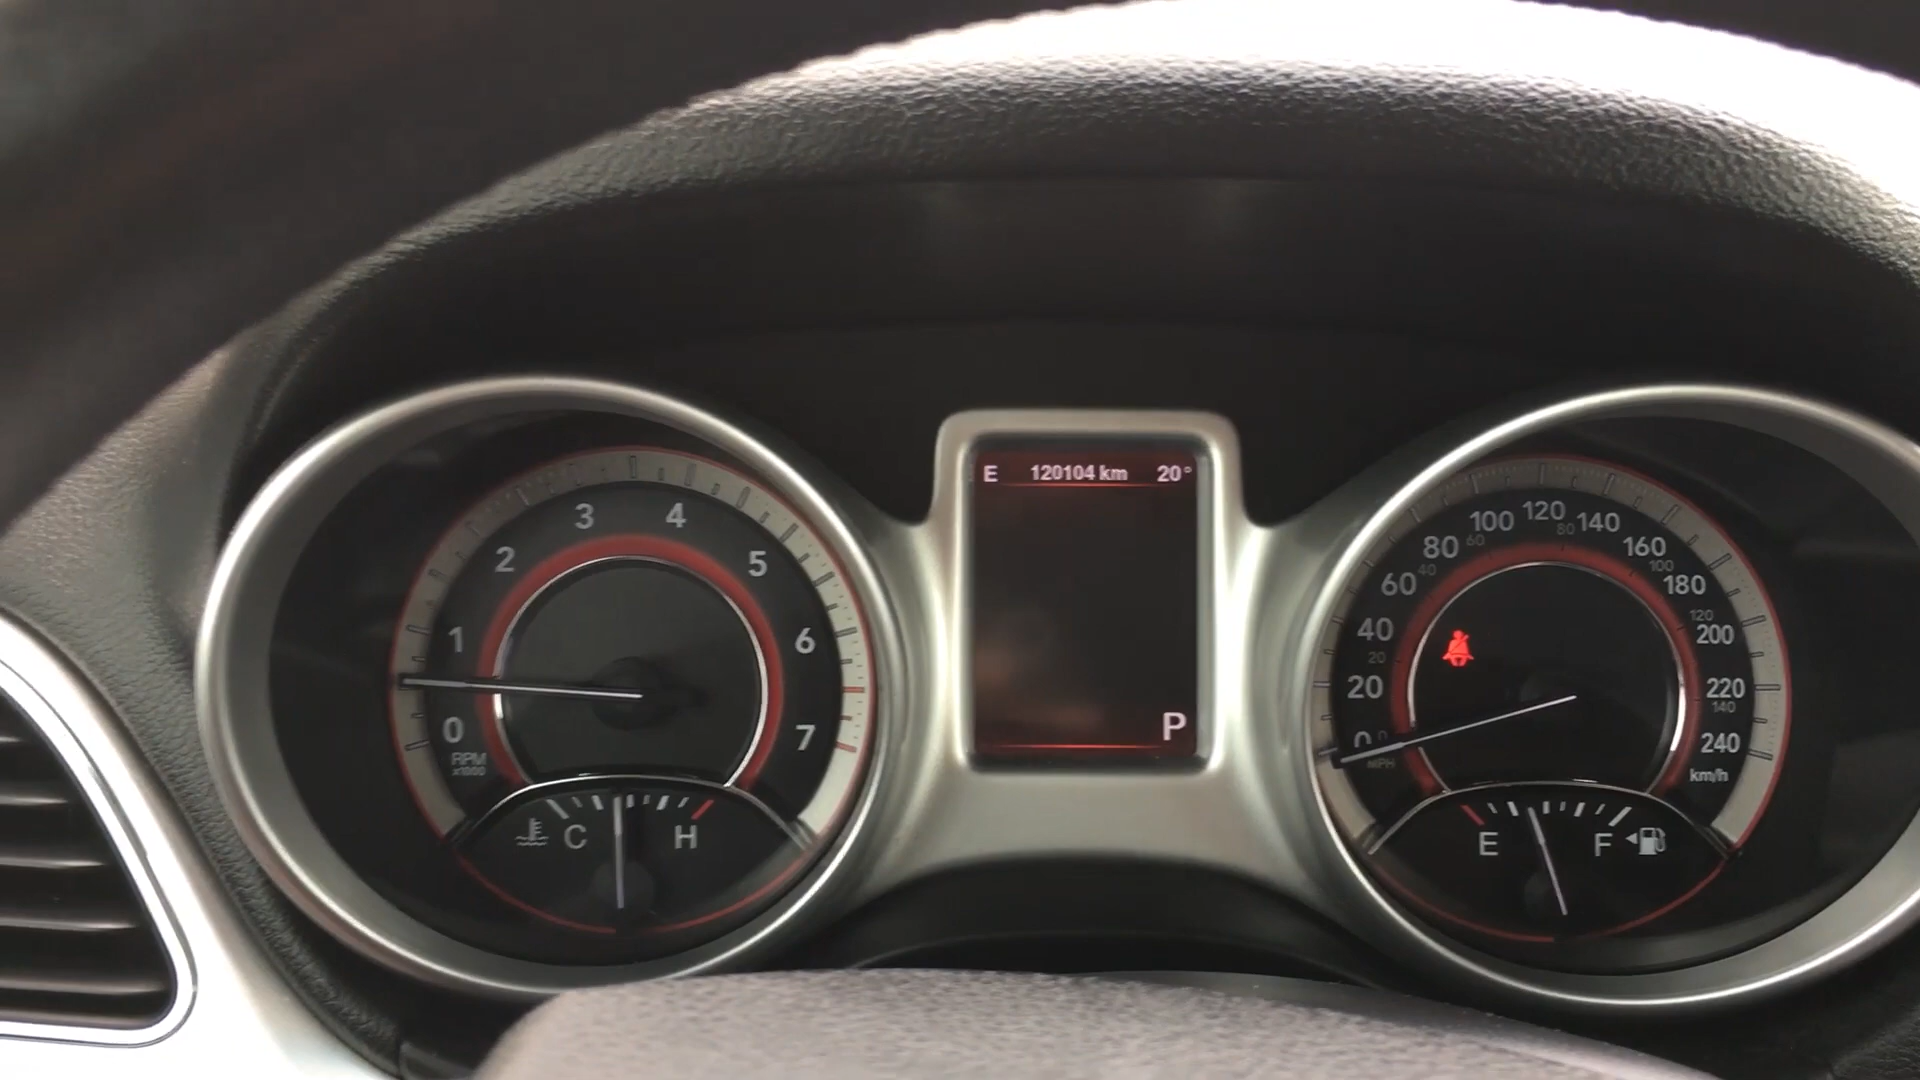 E 120104 km 20°
P
0 1 2 3 4 5 6 7
RPM
x1000
C H
0 20 40 60 80 100 120 140 160 180 200 220 240
km/h
0 20 40 60 80 100 120 140
MPH
E F